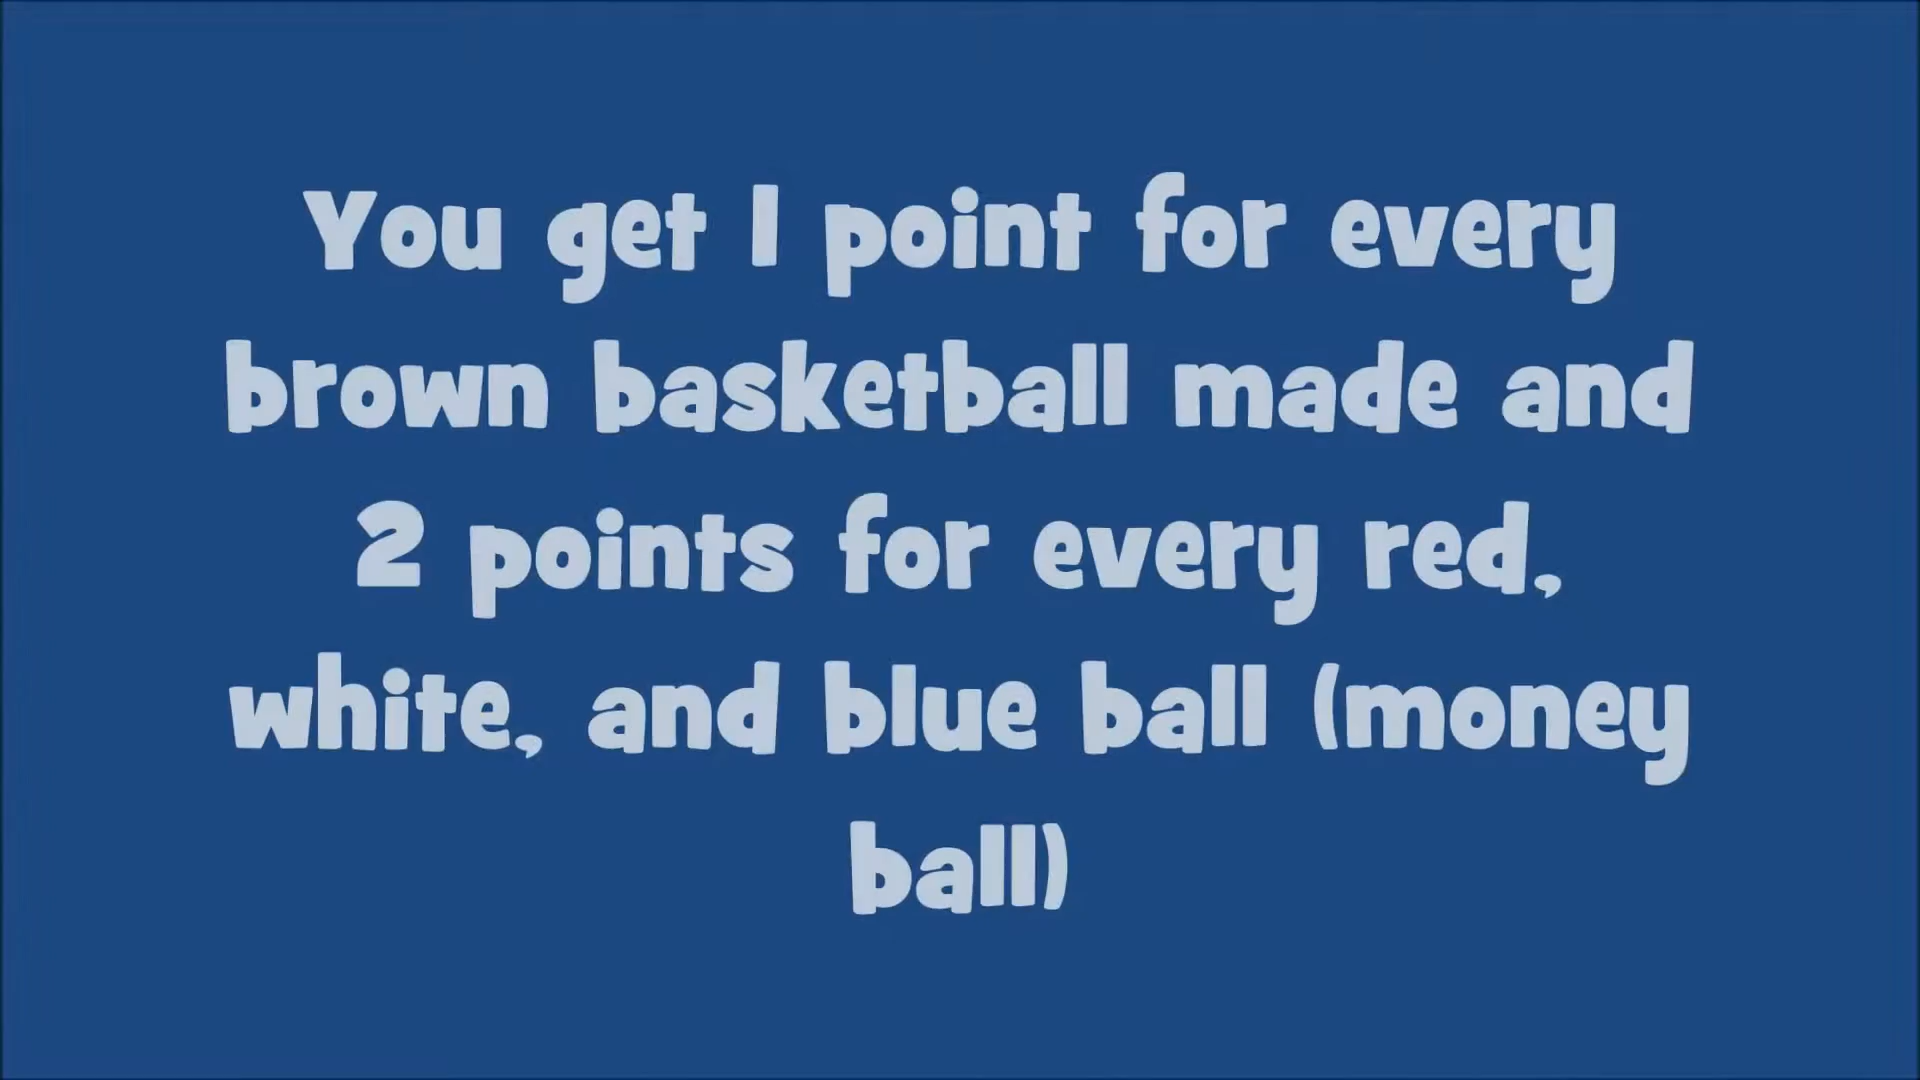 You get 1 point for every
brown basketball made and
2 points for every red,
white, and blue ball (money
ball)